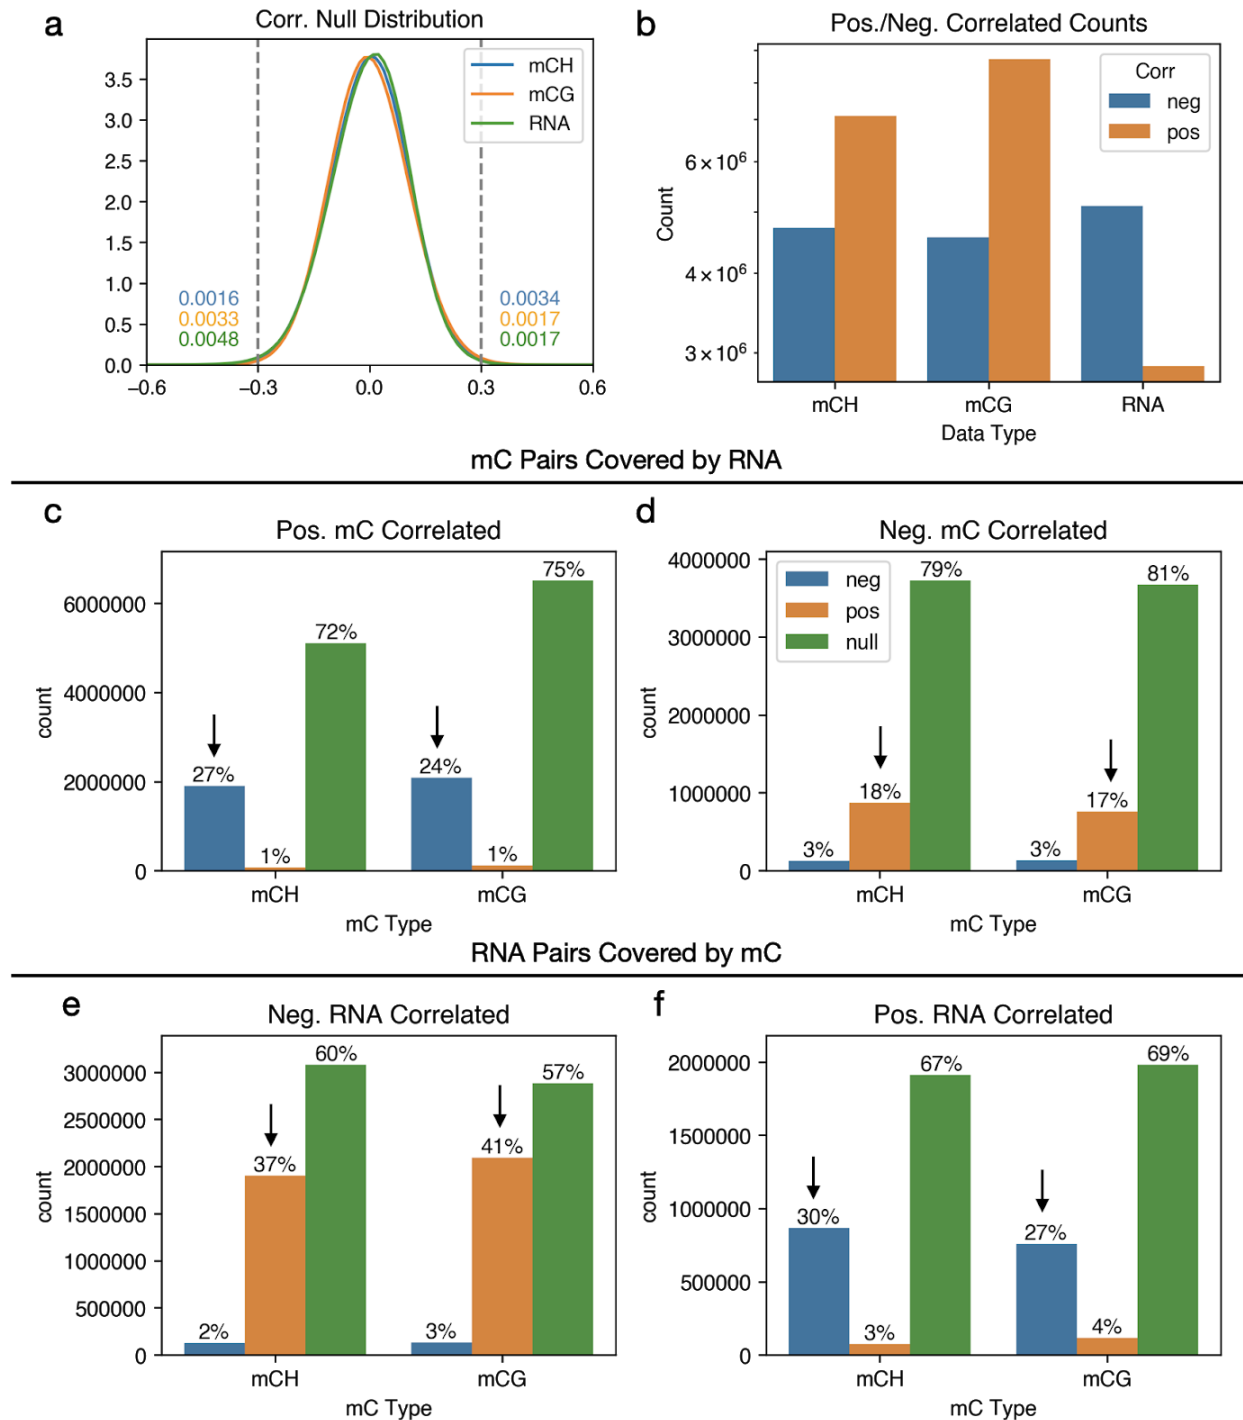 a
Corr. Null Distribution
3.5
3.0
2.5
2.0
1.5
1.0
0.5
0.0
mCH
mCG
RNA
0.0016
0.0033
0.0048
0.0034
0.0017
0.0017
−0.6
−0.3
0.0
0.3
0.6
b
Pos./Neg. Correlated Counts
Count
6×10⁶
4×10⁶
3×10⁶
Corr
neg
pos
mCH
mCG
RNA
Data Type
mC Pairs Covered by RNA
c
Pos. mC Correlated
count
6000000
4000000
2000000
0
27%
1%
72%
24%
1%
75%
mCH
mCG
mC Type
d
Neg. mC Correlated
count
4000000
3000000
2000000
1000000
0
neg
pos
null
3%
18%
79%
3%
17%
81%
mCH
mCG
mC Type
RNA Pairs Covered by mC
e
Neg. RNA Correlated
count
3000000
2500000
2000000
1500000
1000000
500000
0
2%
37%
60%
3%
41%
57%
mCH
mCG
mC Type
f
Pos. RNA Correlated
count
2000000
1500000
1000000
500000
0
30%
3%
67%
27%
4%
69%
mCH
mCG
mC Type